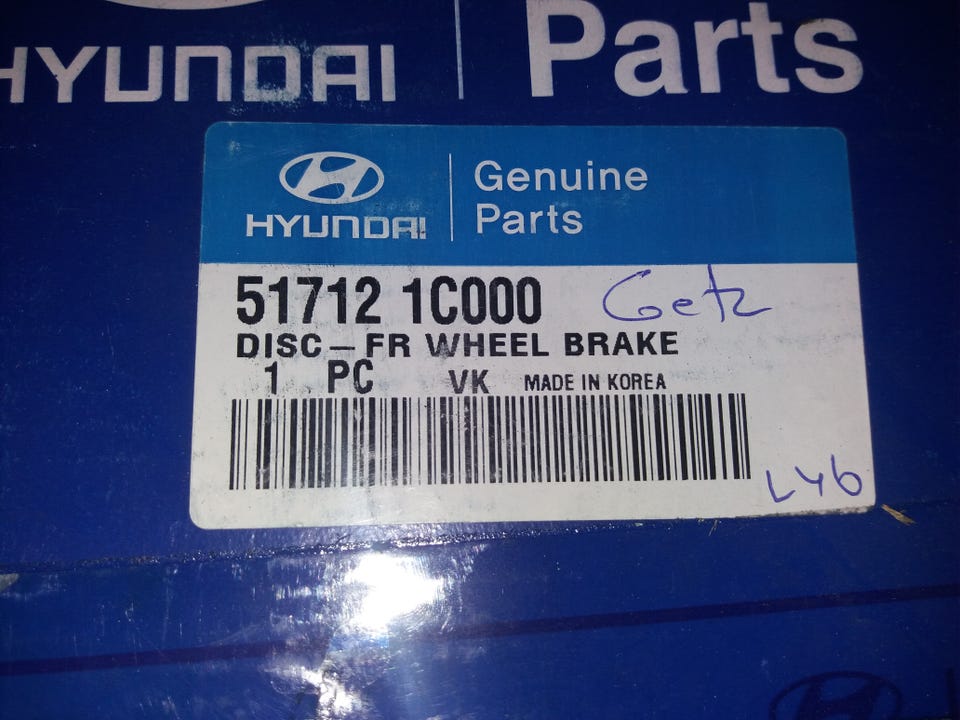 HYUNDAI Parts
HYUNDAI Genuine
Parts
51712 1C000 Getz
DISC-FR WHEEL BRAKE
1 PC VK MADE IN KOREA
L46